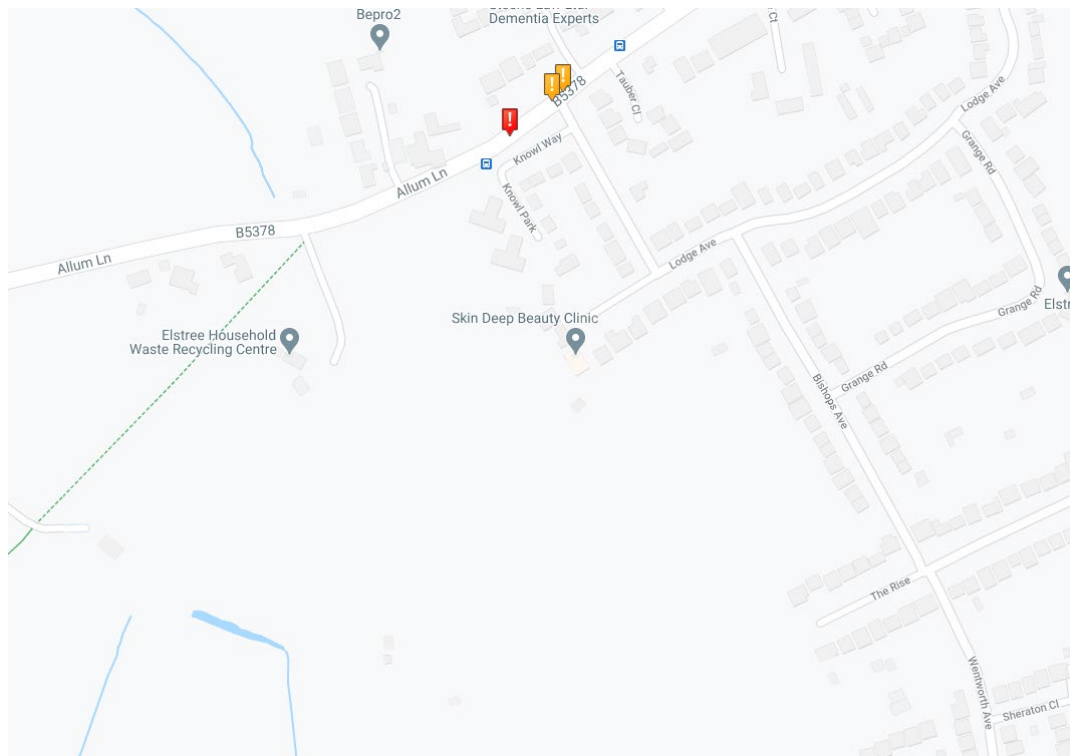 Bepro2
Dementia Experts
Ct
B5378
Tauber Cl
Lodge Ave
Grange Rd
Knowl Way
Allum Ln
Knowl Park
B5378
Allum Ln
Lodge Ave
Skin Deep Beauty Clinic
Elstree Household
Waste Recycling Centre
Grange Rd
Grange Rd
Bishops Ave
The Rise
Wentworth Ave
Sheraton Cl